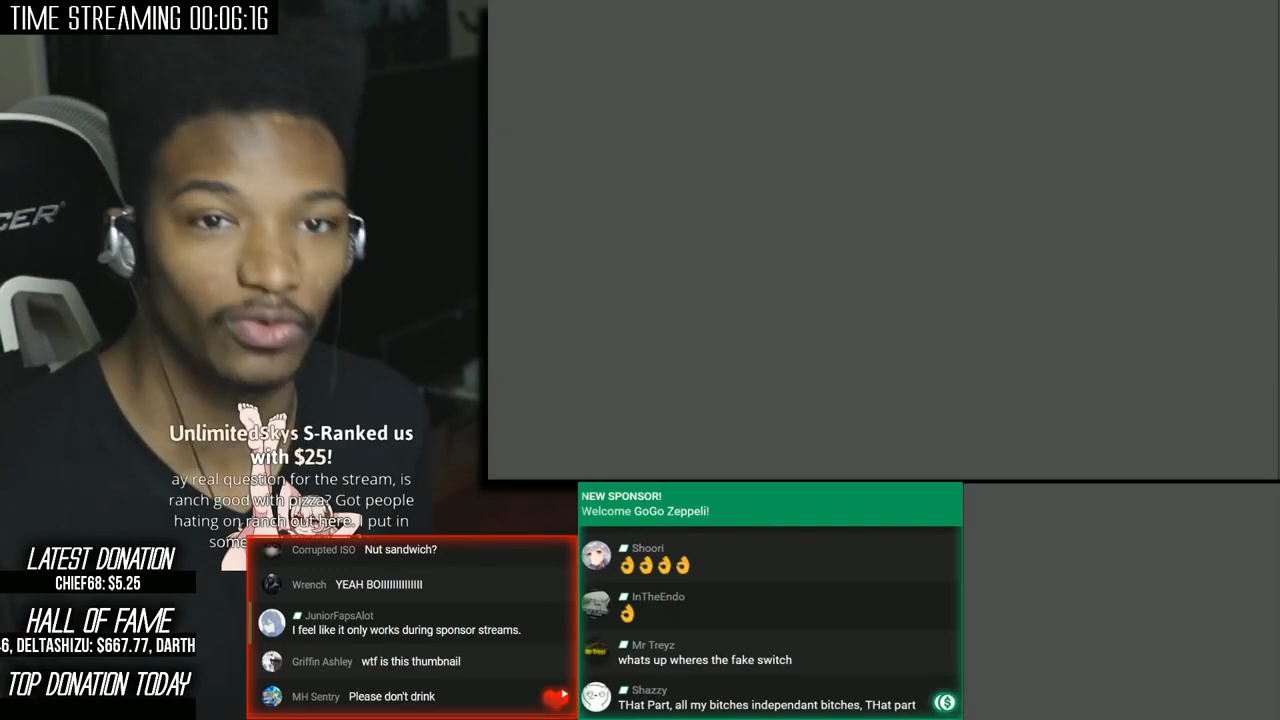 TIME STREAMING 00:06:16
CER
UnlimitedSkys S-Ranked us
with $25!
ay real question for the stream, is
ranch good with pizza? Got people
hating on ranch out here. I put in
some
LATEST DONATION
CHIEF68: $5.25
HALL OF FAME
6, DELTASHIZU: $667.77, DARTH
TOP DONATION TODAY
Corrupted ISO Nut sandwich?
Wrench YEAH BOIIIIIIIIIIIIII
JuniorFapsAlot
I feel like it only works during sponsor streams.
Griffin Ashley wtf is this thumbnail
MH Sentry Please don't drink
NEW SPONSOR!
Welcome GoGo Zeppeli!
Shoori
👌👌👌👌
InTheEndo
👌
Mr Treyz
whats up wheres the fake switch
Shazzy
THat Part, all my bitches independant bitches, THat part